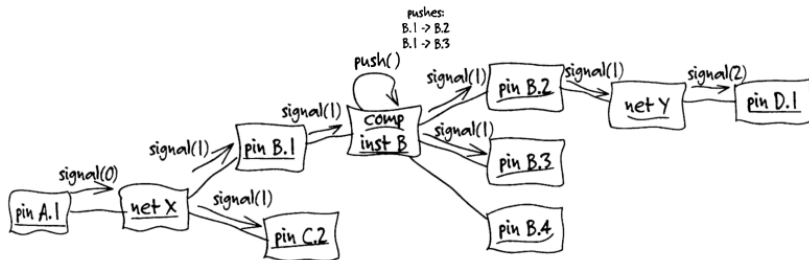 pushes:
B.1 -> B.2
B.1 -> B.3
push()
signal(1)
pin B.2
signal(1)
net Y
signal(2)
pin D.1
signal(1)
comp
inst B
signal(1)
pin B.1
signal(1)
pin B.3
signal(0)
pin A.1
net X
signal(1)
pin C.2
pin B.4